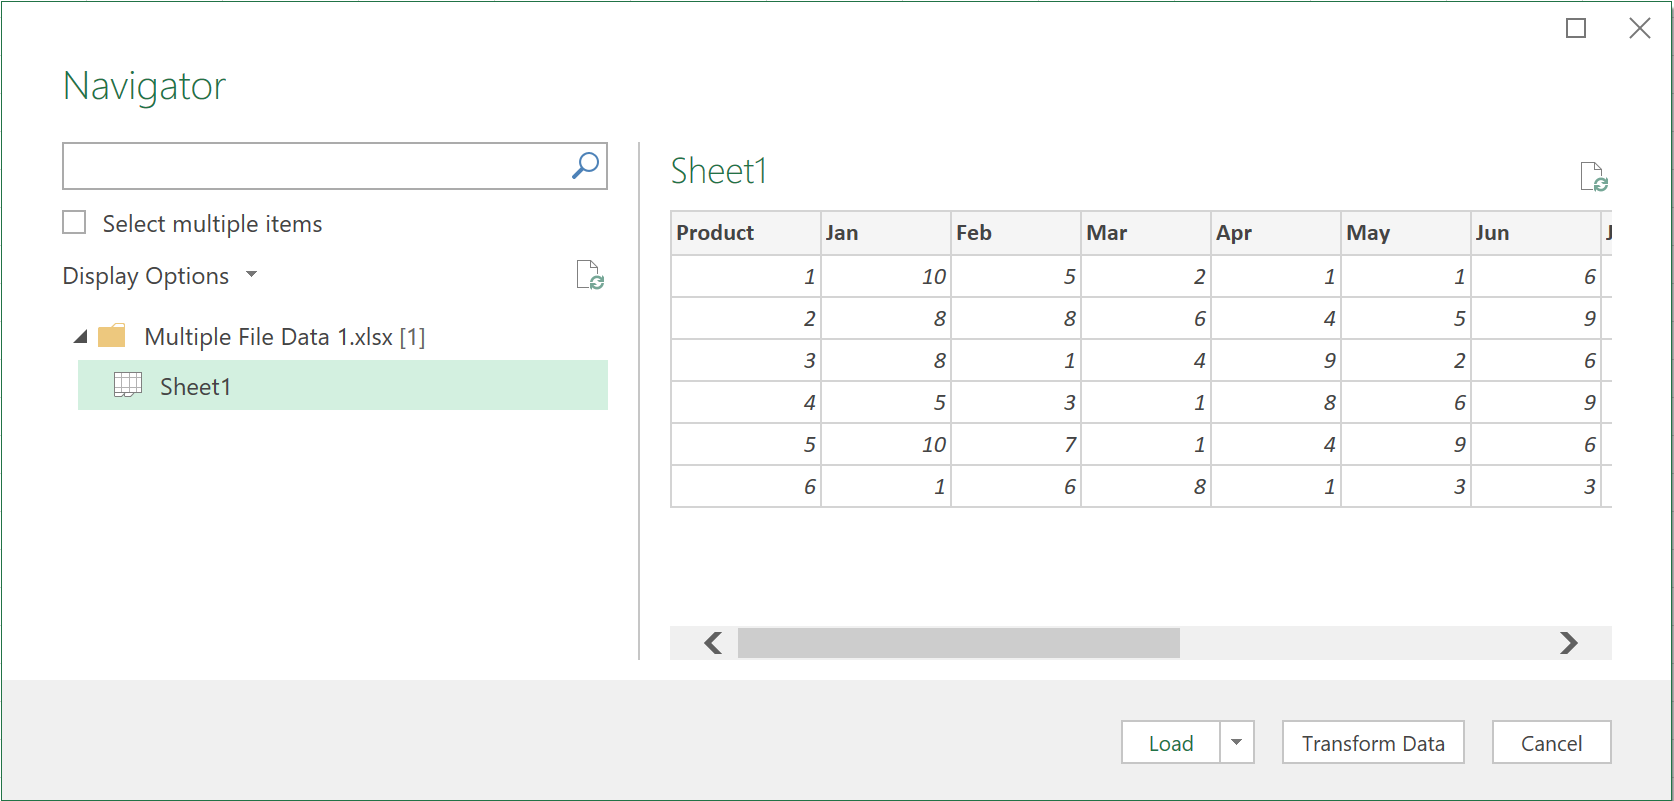 Navigator
Select multiple items
Display Options
Multiple File Data 1.xlsx [1]
Sheet1
Sheet1
Product Jan Feb Mar Apr May Jun
1 10 5 2 1 1 6
2 8 8 6 4 5 9
3 8 1 4 9 2 6
4 5 3 1 8 6 9
5 10 7 1 4 9 6
6 1 6 8 1 3 3
Load Transform Data Cancel